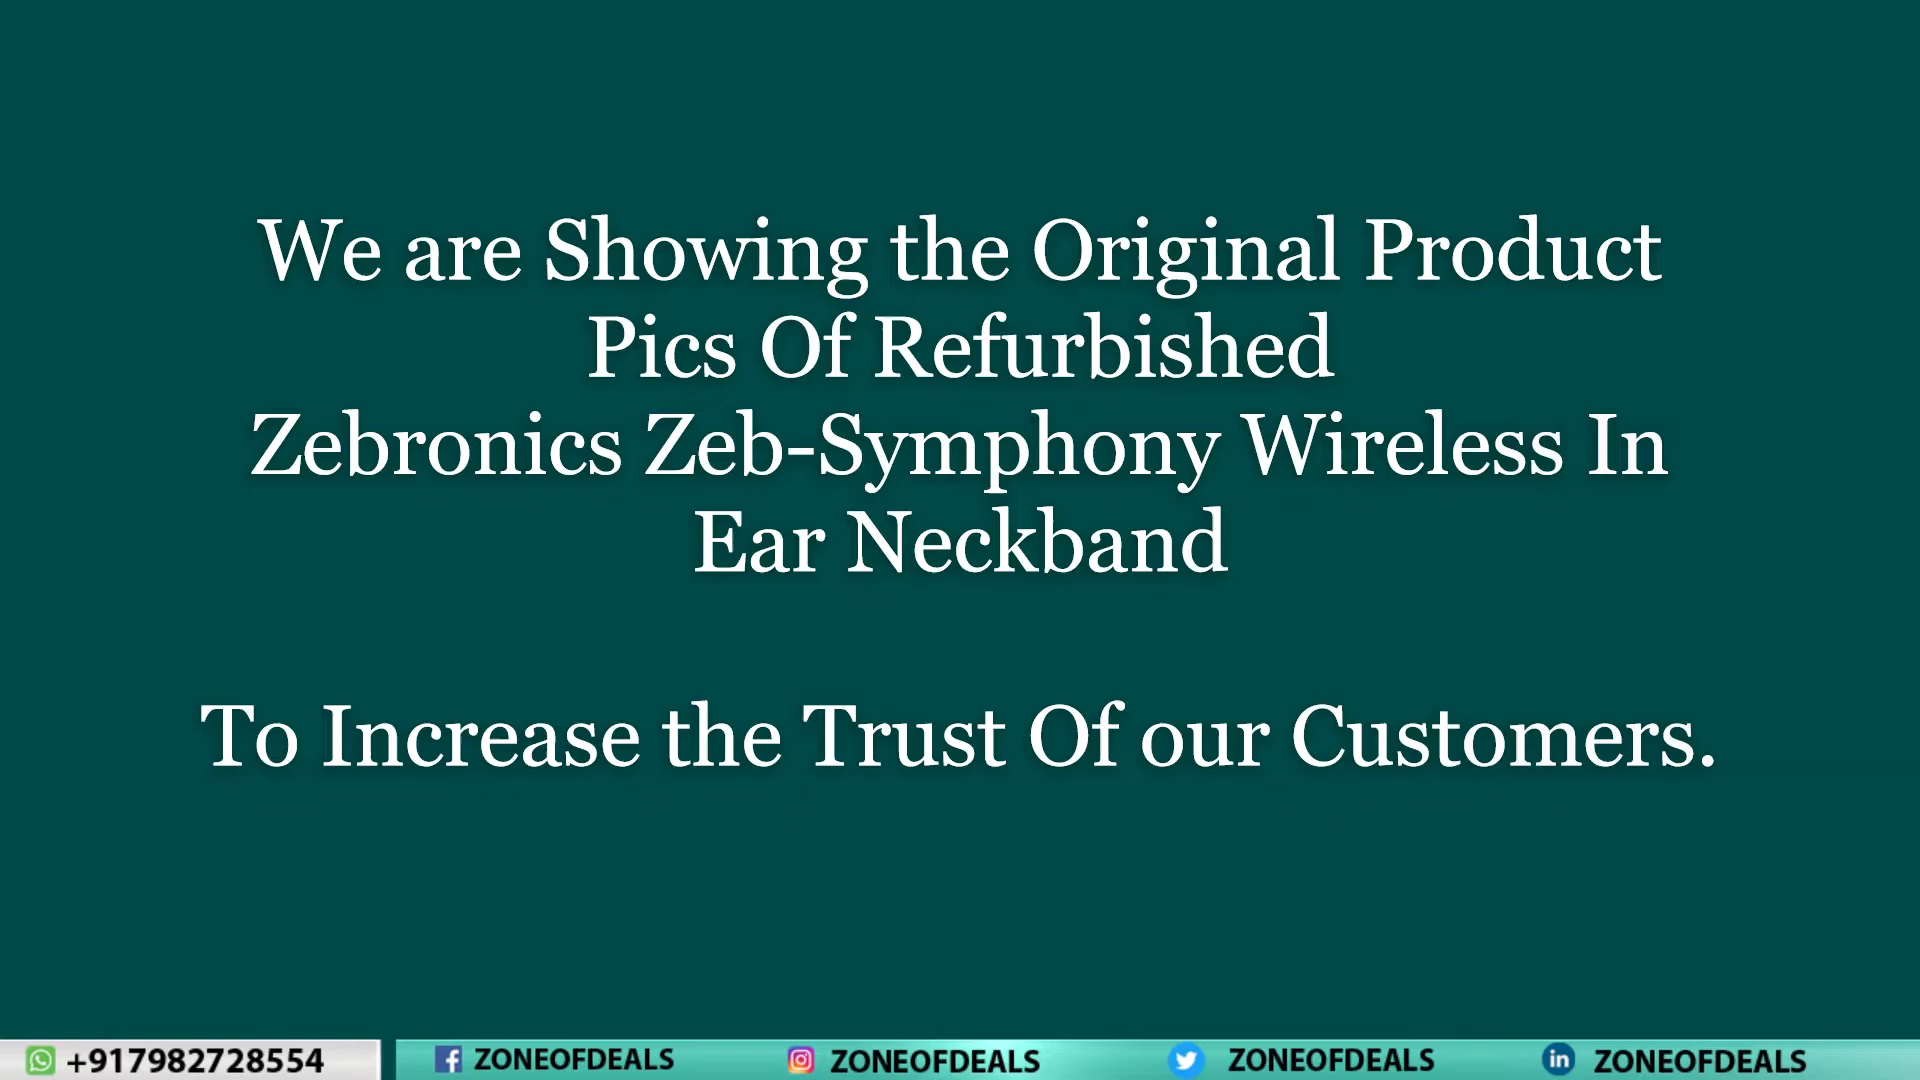 We are Showing the Original Product
Pics Of Refurbished
Zebronics Zeb-Symphony Wireless In
Ear Neckband
To Increase the Trust Of our Customers.
+917982728554 ZONEOFDEALS ZONEOFDEALS ZONEOFDEALS ZONEOFDEALS